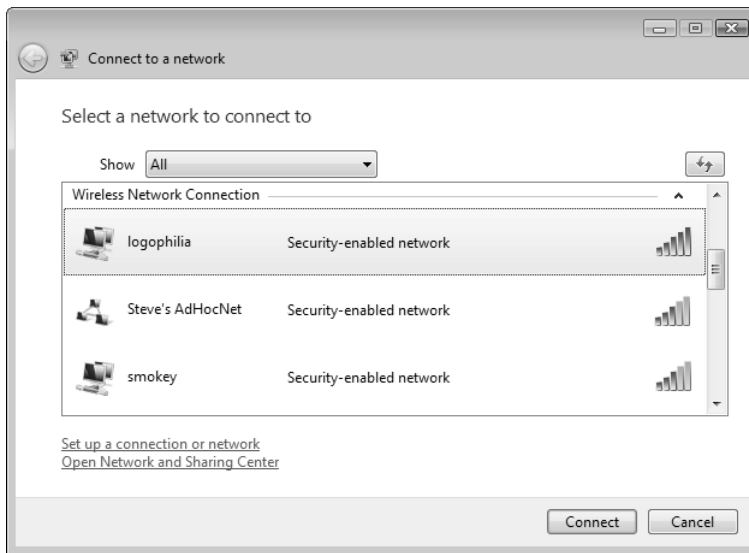 Connect to a network
Select a network to connect to
Show All
Wireless Network Connection
logophilia Security-enabled network
Steve's AdHocNet Security-enabled network
smokey Security-enabled network
Set up a connection or network
Open Network and Sharing Center
Connect Cancel